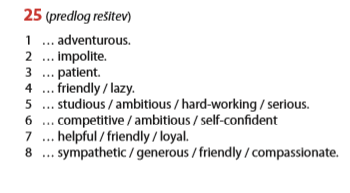 25 (predlog rešitev)
1 … adventurous.
2 … impolite.
3 … patient.
4 … friendly / lazy.
5 … studious / ambitious / hard-working / serious.
6 … competitive / ambitious / self-confident
7 … helpful / friendly / loyal.
8 … sympathetic / generous / friendly / compassionate.